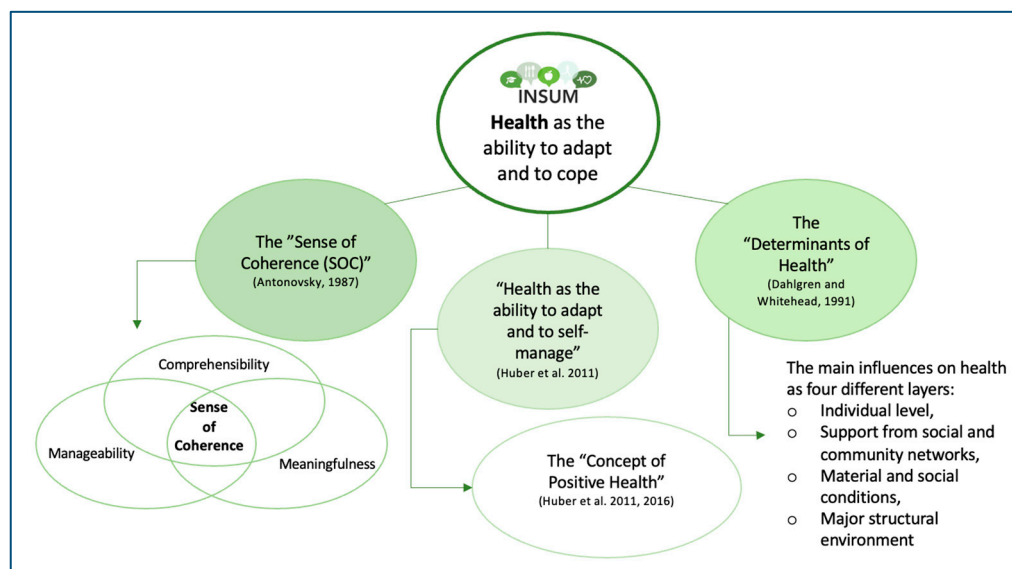 INSUM
Health as the
ability to adapt
and to cope
The ”Sense of
Coherence (SOC)”
(Antonovsky, 1987)
“Health as the
ability to adapt
and to self-
manage”
(Huber et al. 2011)
The
“Determinants of
Health”
(Dahlgren and
Whitehead, 1991)
Comprehensibility
Sense
of
Coherence
Manageability
Meaningfulness
The “Concept of
Positive Health”
(Huber et al. 2011, 2016)
The main influences on health
as four different layers:
o Individual level,
o Support from social and
community networks,
o Material and social
conditions,
o Major structural
environment